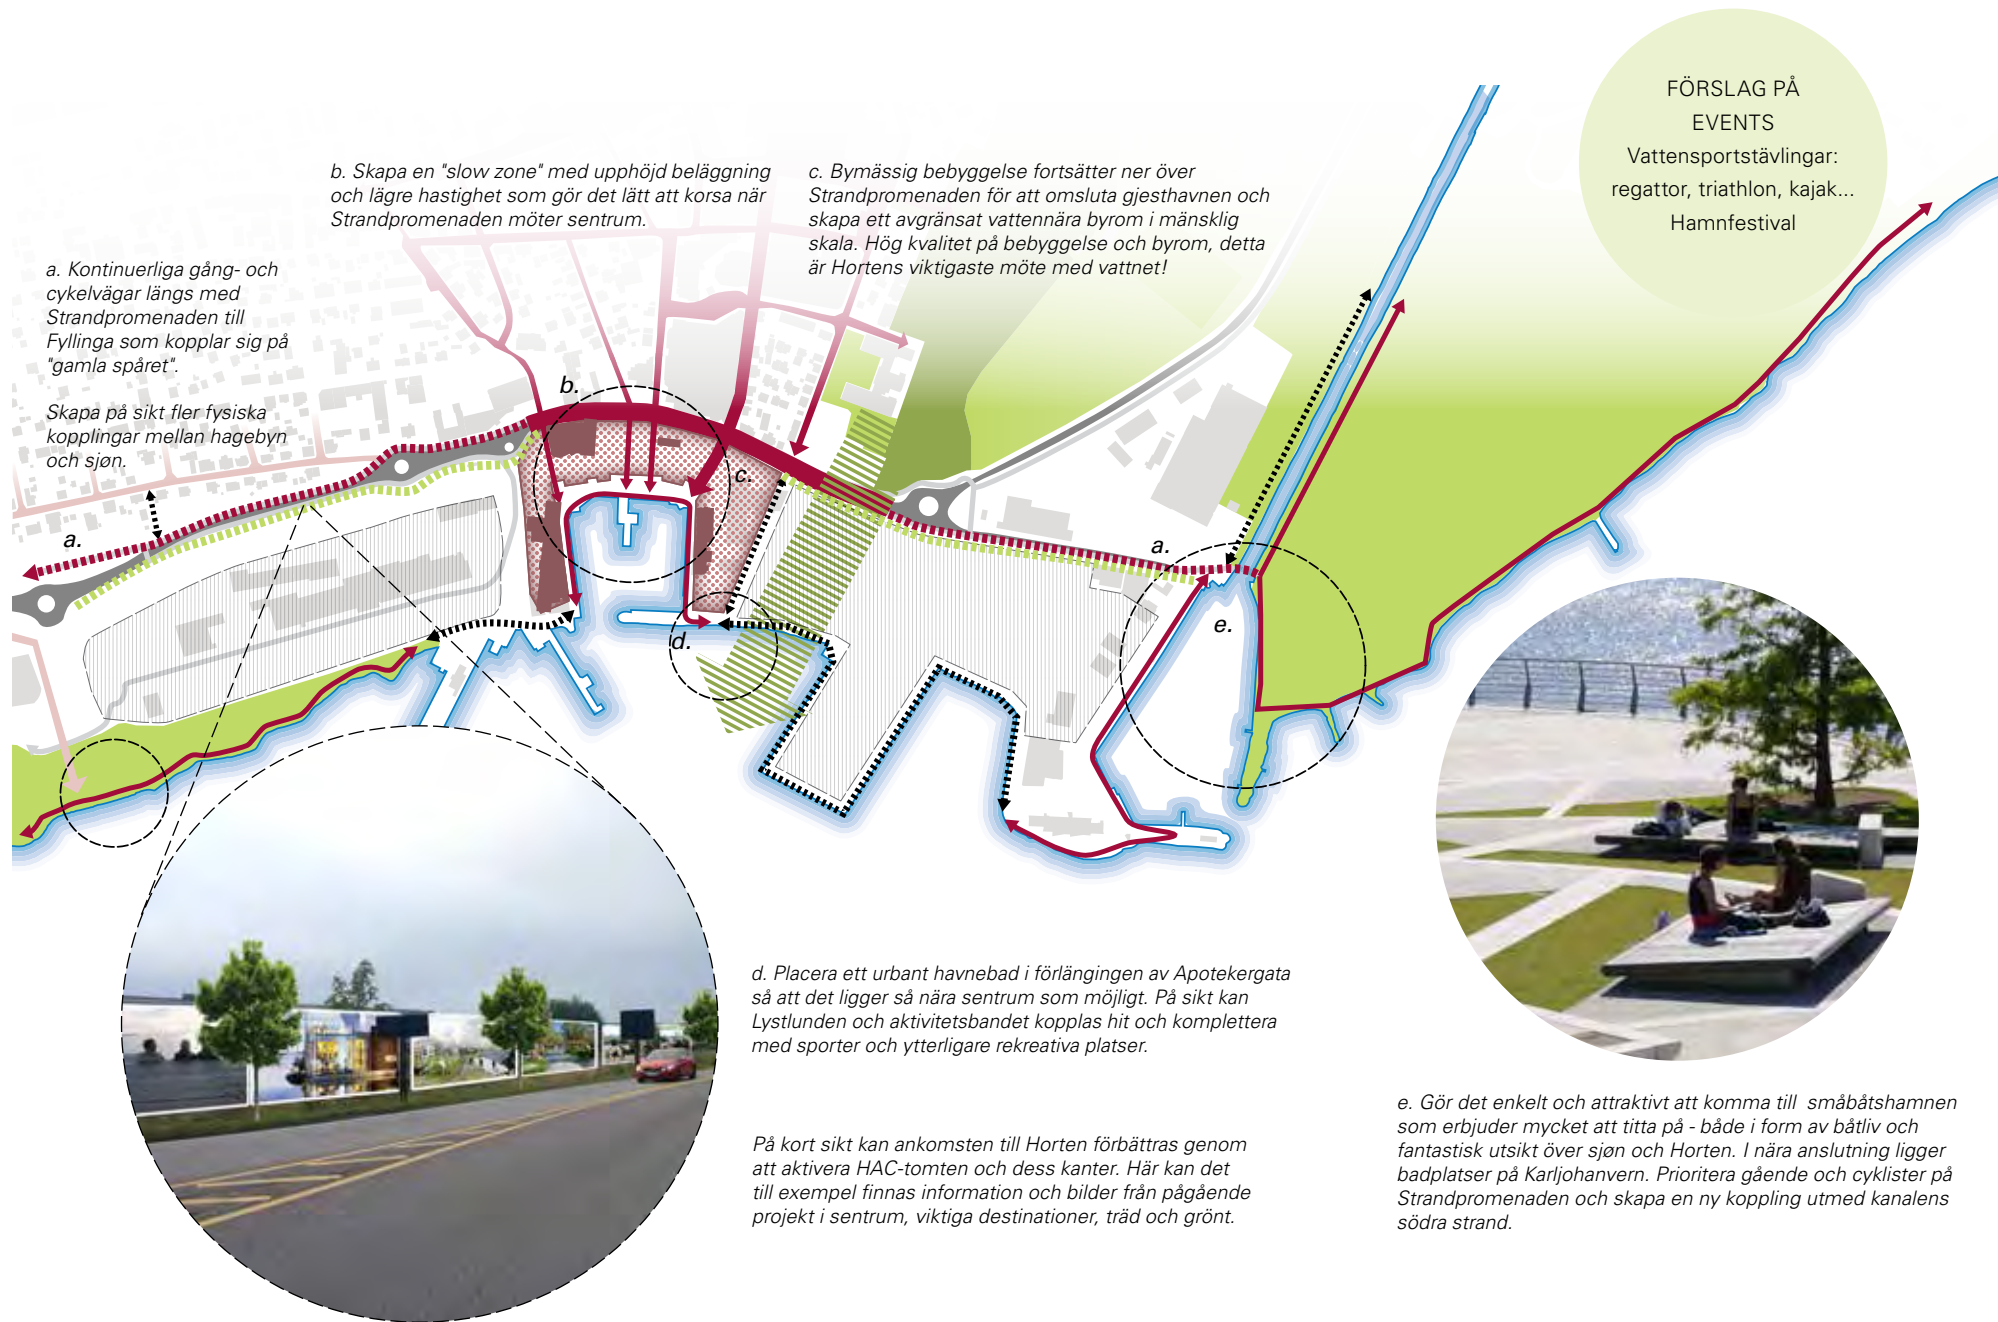 FÖRSLAG PÅ
EVENTS
Vattensportstävlingar:
regattor, triathlon, kajak...
Hamnfestival
b. Skapa en "slow zone" med upphöjd beläggning
och lägre hastighet som gör det lätt att korsa när
Strandpromenaden möter sentrum.
c. Bymässig bebyggelse fortsätter ner över
Strandpromenaden för att omsluta gjesthavnen och
skapa ett avgränsat vattennära byrom i mänsklig
skala. Hög kvalitet på bebyggelse och byrom, detta
är Hortens viktigaste möte med vattnet!
a. Kontinuerliga gång- och
cykelvägar längs med
Strandpromenaden till
Fyllinga som kopplar sig på
"gamla spåret".
Skapa på sikt fler fysiska
kopplingar mellan hagebyn
och sjøn.
b.
c.
a.
a.
e.
d.
d. Placera ett urbant havnebad i förlängingen av Apotekergata
så att det ligger så nära sentrum som möjligt. På sikt kan
Lystlunden och aktivitetsbandet kopplas hit och komplettera
med sporter och ytterligare rekreativa platser.
På kort sikt kan ankomsten till Horten förbättras genom
att aktivera HAC-tomten och dess kanter. Här kan det
till exempel finnas information och bilder från pågående
projekt i sentrum, viktiga destinationer, träd och grönt.
e. Gör det enkelt och attraktivt att komma till  småbåtshamnen
som erbjuder mycket att titta på - både i form av båtliv och
fantastisk utsikt över sjøn och Horten. I nära anslutning ligger
badplatser på Karljohanvern. Prioritera gående och cyklister på
Strandpromenaden och skapa en ny koppling utmed kanalens
södra strand.